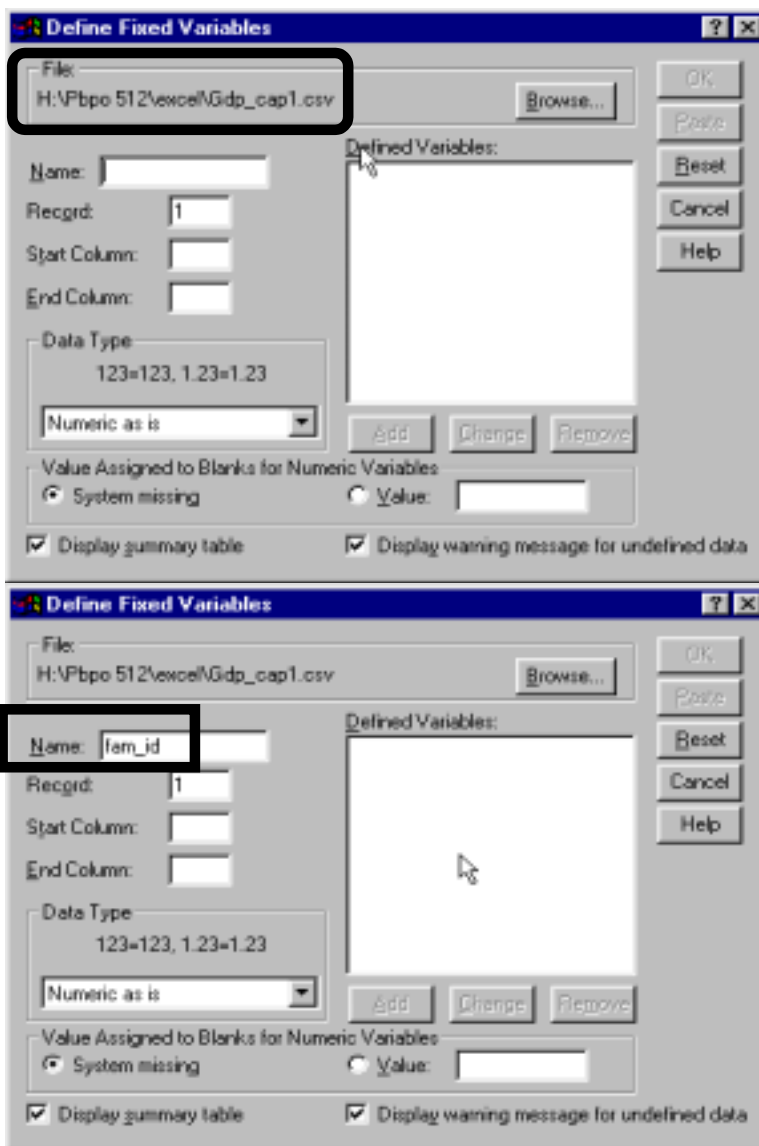 Define Fixed Variables
File:
H:\Pbpo 512\excel\Gdp_cap1.csv
Browse...
OK
Paste
Reset
Cancel
Help
Name:
Defined Variables:
Record: 1
Start Column:
End Column:
Data Type
123=123, 1.23=1.23
Numeric as is
Add Change Remove
Value Assigned to Blanks for Numeric Variables
System missing Value:
Display summary table Display warning message for undefined data
Define Fixed Variables
File:
H:\Pbpo 512\excel\Gdp_cap1.csv
Browse...
OK
Paste
Reset
Cancel
Help
Name: fam_id
Defined Variables:
Record: 1
Start Column:
End Column:
Data Type
123=123, 1.23=1.23
Numeric as is
Add Change Remove
Value Assigned to Blanks for Numeric Variables
System missing Value:
Display summary table Display warning message for undefined data